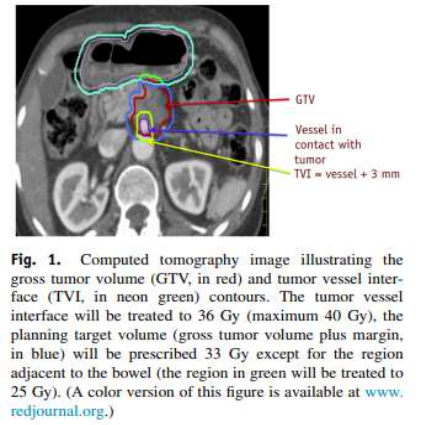 GTV
Vessel in
contact with
tumor
TVI = vessel + 3 mm
Fig. 1. Computed tomography image illustrating the
gross tumor volume (GTV, in red) and tumor vessel inter-
face (TVI, in neon green) contours. The tumor vessel
interface will be treated to 36 Gy (maximum 40 Gy), the
planning target volume (gross tumor volume plus margin,
in blue) will be prescribed 33 Gy except for the region
adjacent to the bowel (the region in green will be treated to
25 Gy). (A color version of this figure is available at www.
redjournal.org.)